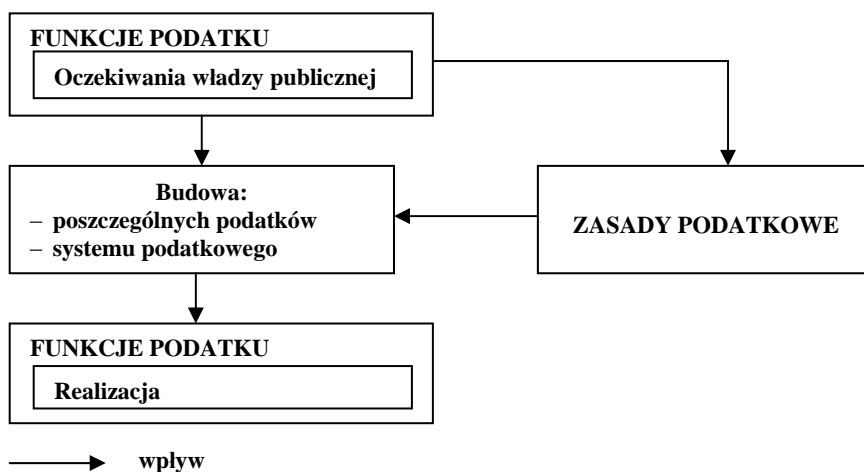 FUNKCJE PODATKU
Oczekiwania władzy publicznej
Budowa:
– poszczególnych podatków
– systemu podatkowego
ZASADY PODATKOWE
FUNKCJE PODATKU
Realizacja
wpływ